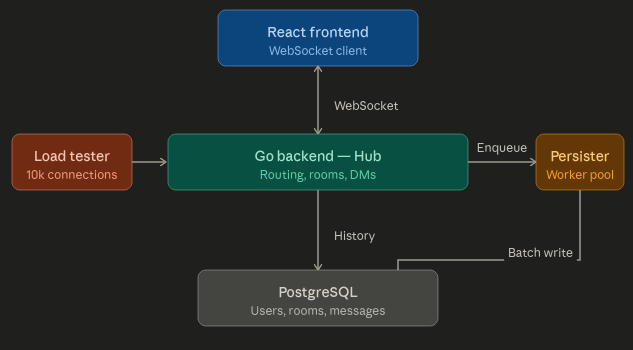 React frontend
WebSocket client
WebSocket
Load tester
10k connections
Go backend — Hub
Routing, rooms, DMs
Enqueue
Persister
Worker pool
History
Batch write
PostgreSQL
Users, rooms, messages